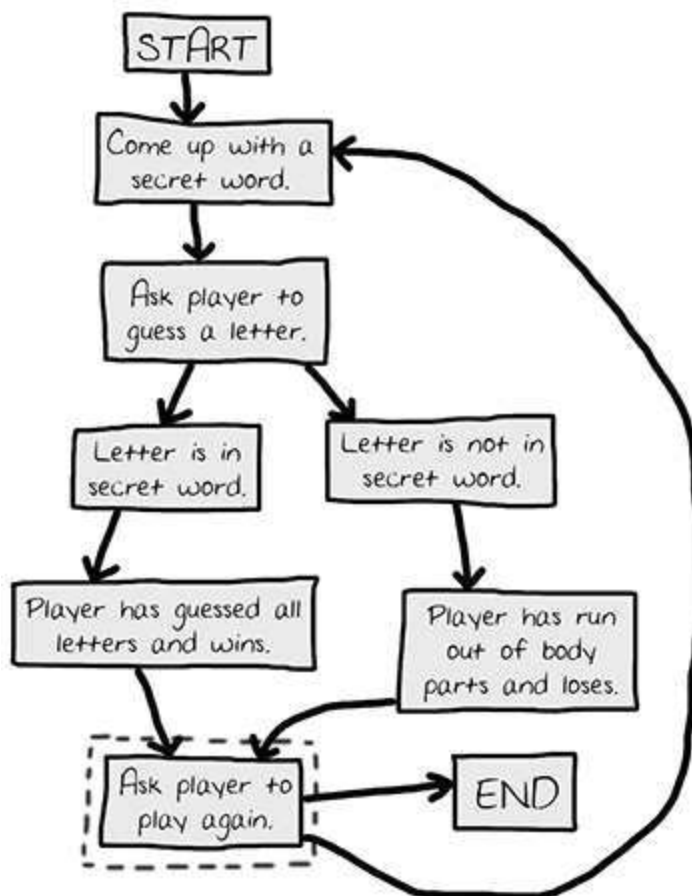 START
Come up with a
secret word.
Ask player to
guess a letter.
Letter is in
secret word.
Letter is not in
secret word.
Player has guessed all
letters and wins.
Player has run
out of body
parts and loses.
Ask player to
play again.
END